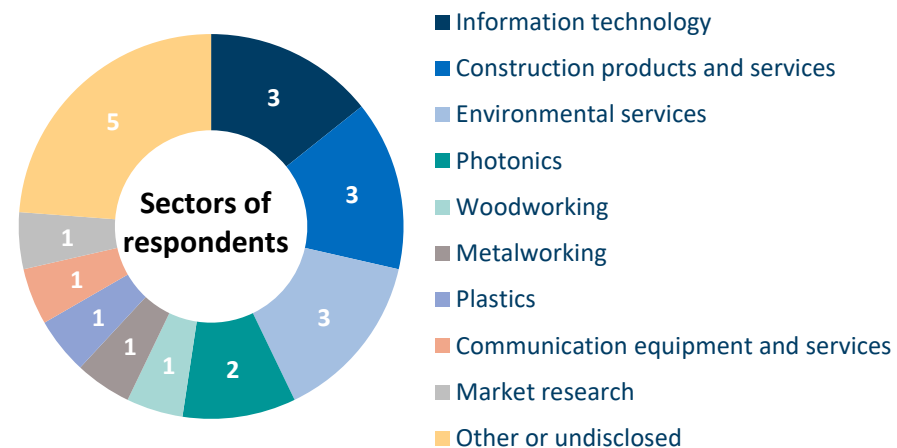 Sectors of
respondents
3
3
3
2
1
1
1
1
1
5
Information technology
Construction products and services
Environmental services
Photonics
Woodworking
Metalworking
Plastics
Communication equipment and services
Market research
Other or undisclosed